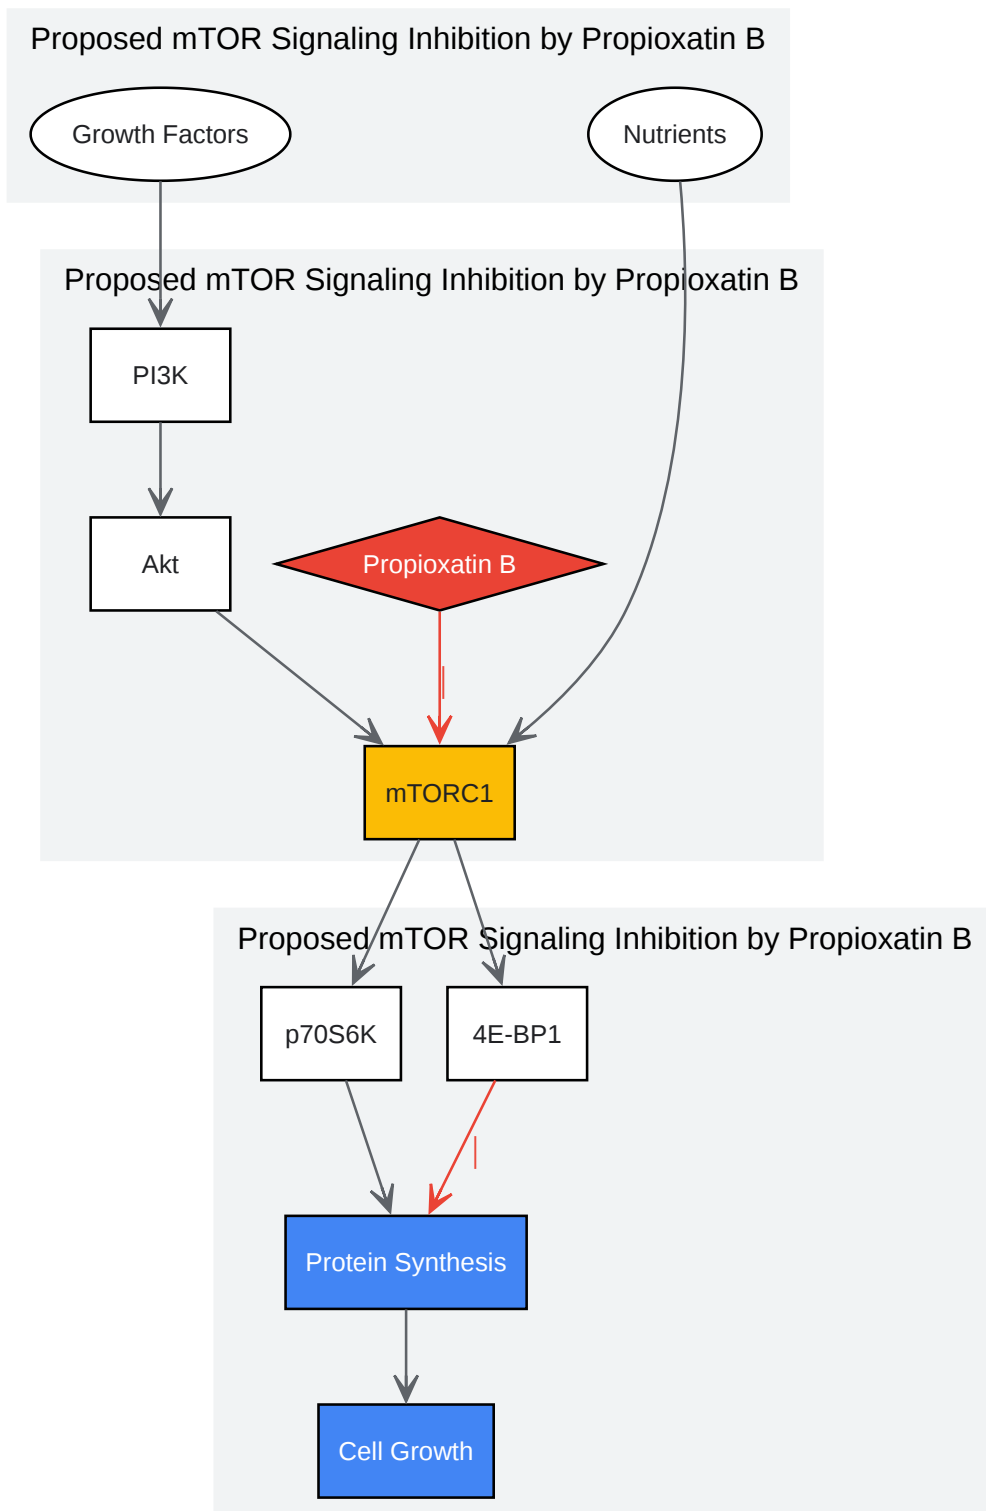 Proposed mTOR Signaling Inhibition by Propioxatin B
Growth Factors
Nutrients
Proposed mTOR Signaling Inhibition by Propioxatin B
PI3K
Akt
Propioxatin B
|
mTORC1
Proposed mTOR Signaling Inhibition by Propioxatin B
p70S6K
4E-BP1
|
Protein Synthesis
Cell Growth